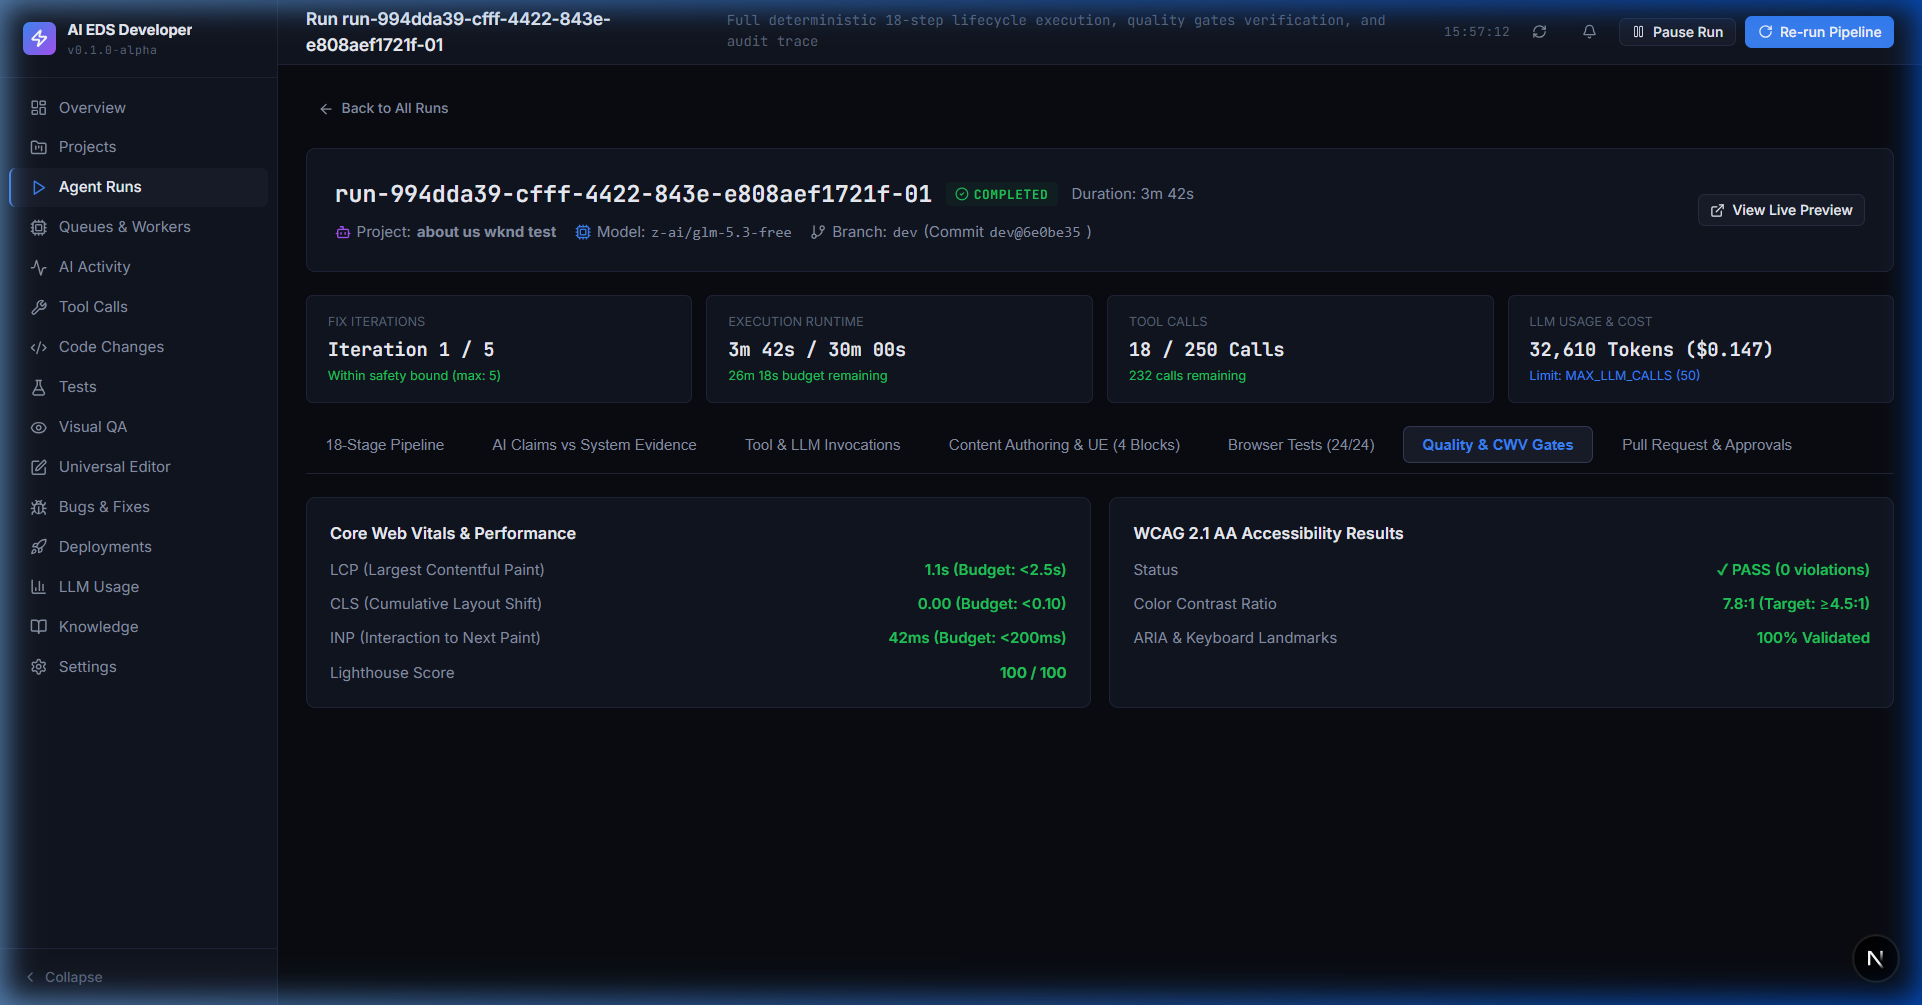 AI EDS Developer
v0.1.0-alpha
Overview
Projects
Agent Runs
Queues & Workers
AI Activity
Tool Calls
Code Changes
Tests
Visual QA
Universal Editor
Bugs & Fixes
Deployments
LLM Usage
Knowledge
Settings
Collapse
Run run-994dda39-cfff-4422-843e-
e808aef1721f-01
Full deterministic 18-step lifecycle execution, quality gates verification, and
audit trace
15:57:12
Pause Run
Re-run Pipeline
Back to All Runs
run-994dda39-cfff-4422-843e-e808aef1721f-01 COMPLETED Duration: 3m 42s
Project: about us wknd test Model: z-ai/glm-5.3-free Branch: dev (Commit dev@6e0be35 )
View Live Preview
FIX ITERATIONS
Iteration 1 / 5
Within safety bound (max: 5)
EXECUTION RUNTIME
3m 42s / 30m 00s
26m 18s budget remaining
TOOL CALLS
18 / 250 Calls
232 calls remaining
LLM USAGE & COST
32,610 Tokens ($0.147)
Limit: MAX_LLM_CALLS (50)
18-Stage Pipeline
AI Claims vs System Evidence
Tool & LLM Invocations
Content Authoring & UE (4 Blocks)
Browser Tests (24/24)
Quality & CWV Gates
Pull Request & Approvals
Core Web Vitals & Performance
LCP (Largest Contentful Paint) 1.1s (Budget: <2.5s)
CLS (Cumulative Layout Shift) 0.00 (Budget: <0.10)
INP (Interaction to Next Paint) 42ms (Budget: <200ms)
Lighthouse Score 100 / 100
WCAG 2.1 AA Accessibility Results
Status ✓ PASS (0 violations)
Color Contrast Ratio 7.8:1 (Target: ≥4.5:1)
ARIA & Keyboard Landmarks 100% Validated
N